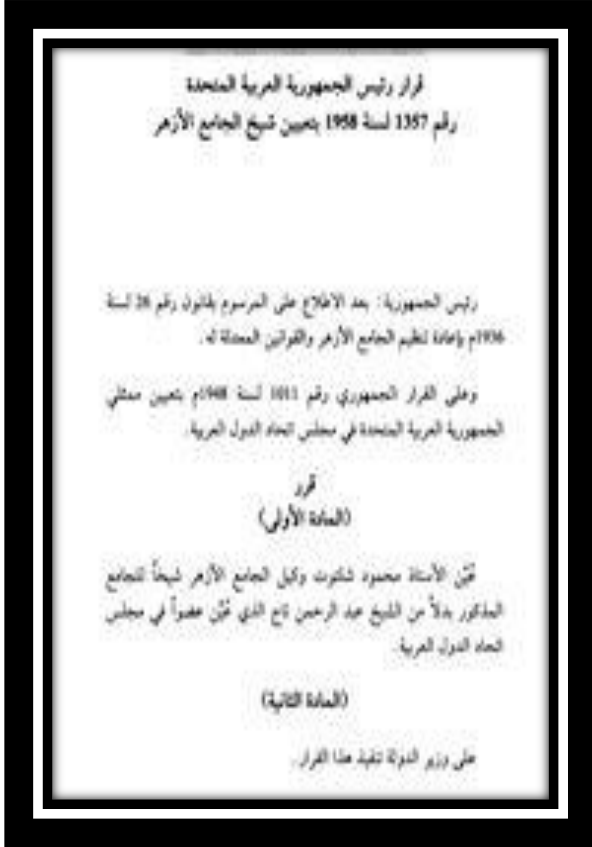 قرار رئيس الجمهورية العربية المتحدة
رقم 1357 لسنة 1958 بتعيين شيخ الجامع الأزهر
رئيس الجمهورية: بعد الاطلاع على المرسوم بقانون رقم 26 لسنة
1936م بإعادة تنظيم الجامع الأزهر والقوانين المعدلة له.
وعلى القرار الجمهوري رقم 1011 لسنة 1948م بتعيين ممثلي
الجمهورية العربية المتحدة في مجلس اتحاد الدول العربية.
قرر
(المادة الأولى)
عُيّن الأستاذ محمود شلتوت وكيل الجامع الأزهر شيخاً للجامع
المذكور بدلاً من الشيخ عبد الرحمن تاج الذي عُيّن عضواً في مجلس
اتحاد الدول العربية.
(المادة الثانية)
على وزير الدولة تنفيذ هذا القرار.